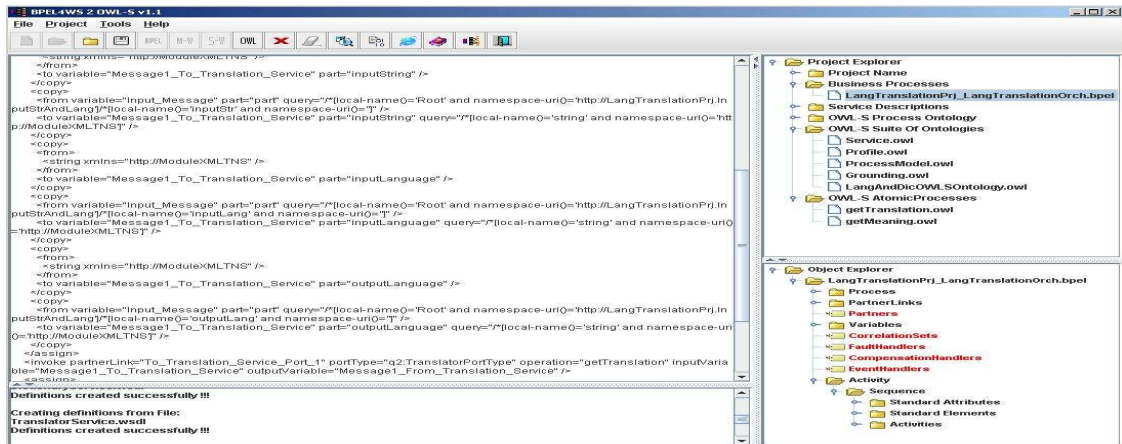 BPEL4WS 2 OWL-S v1.1
File Project Tools Help
BPEL M-W S-W OWL
<string xmlns="http://ModuleXMLTNS" />
</from>
<to variable="Message1_To_Translation_Service" part="inputString" />
</copy>
<copy>
<from variable="Input_Message" part="part" query="/*[local-name()='Root' and namespace-uri()='http://LangTranslationPrj.In
putStrAndLang']/*[local-name()='inputStr' and namespace-uri()='']" />
<to variable="Message1_To_Translation_Service" part="inputString" query="/*[local-name()='string' and namespace-uri()='htt
p://ModuleXMLTNS']" />
</copy>
<copy>
<from>
<string xmlns="http://ModuleXMLTNS" />
</from>
<to variable="Message1_To_Translation_Service" part="inputLanguage" />
</copy>
<copy>
<from variable="Input_Message" part="part" query="/*[local-name()='Root' and namespace-uri()='http://LangTranslationPrj.In
putStrAndLang']/*[local-name()='inputLang' and namespace-uri()='']" />
<to variable="Message1_To_Translation_Service" part="inputLanguage" query="/*[local-name()='string' and namespace-uri()
='http://ModuleXMLTNS']" />
</copy>
<copy>
<from>
<string xmlns="http://ModuleXMLTNS" />
</from>
<to variable="Message1_To_Translation_Service" part="outputLanguage" />
</copy>
<copy>
<from variable="Input_Message" part="part" query="/*[local-name()='Root' and namespace-uri()='http://LangTranslationPrj.In
putStrAndLang']/*[local-name()='outputLang' and namespace-uri()='']" />
<to variable="Message1_To_Translation_Service" part="outputLanguage" query="/*[local-name()='string' and namespace-uri
()='http://ModuleXMLTNS']" />
</copy>
</assign>
<invoke partnerLink="To_Translation_Service_Port_1" portType="q2:TranslatorPortType" operation="getTranslation" inputVaria
ble="Message1_To_Translation_Service" outputVariable="Message1_From_Translation_Service" />
<assign>
Definitions created successfully !!!
Creating definitions from File:
TranslatorService.wsdl
Definitions created successfully !!!
Project Explorer
Project Name
Business Processes
LangTranslationPrj_LangTranslationOrch.bpel
Service Descriptions
OWL-S Process Ontology
OWL-S Suite Of Ontologies
Service.owl
Profile.owl
ProcessModel.owl
Grounding.owl
LangAndDicOWLSOntology.owl
OWL-S AtomicProcesses
getTranslation.owl
getMeaning.owl
Object Explorer
LangTranslationPrj_LangTranslationOrch.bpel
Process
PartnerLinks
Partners
Variables
CorrelationSets
FaultHandlers
CompensationHandlers
EventHandlers
Activity
Sequence
Standard Attributes
Standard Elements
Activities